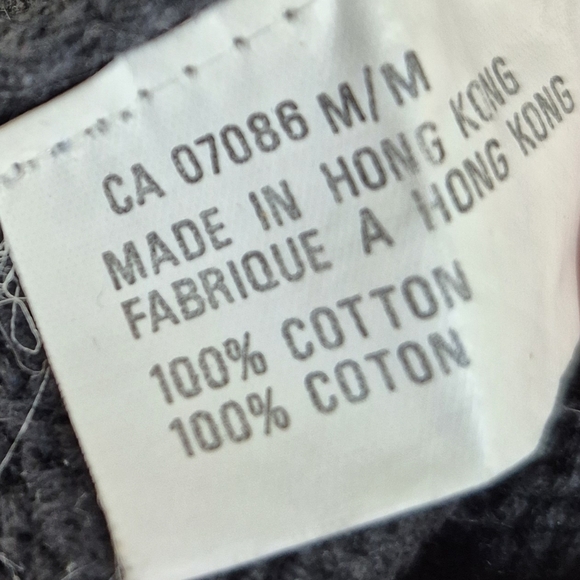 CA 07086 M/M
MADE IN HONG KONG
FABRIQUE A HONG KONG
100% COTTON
100% COTON